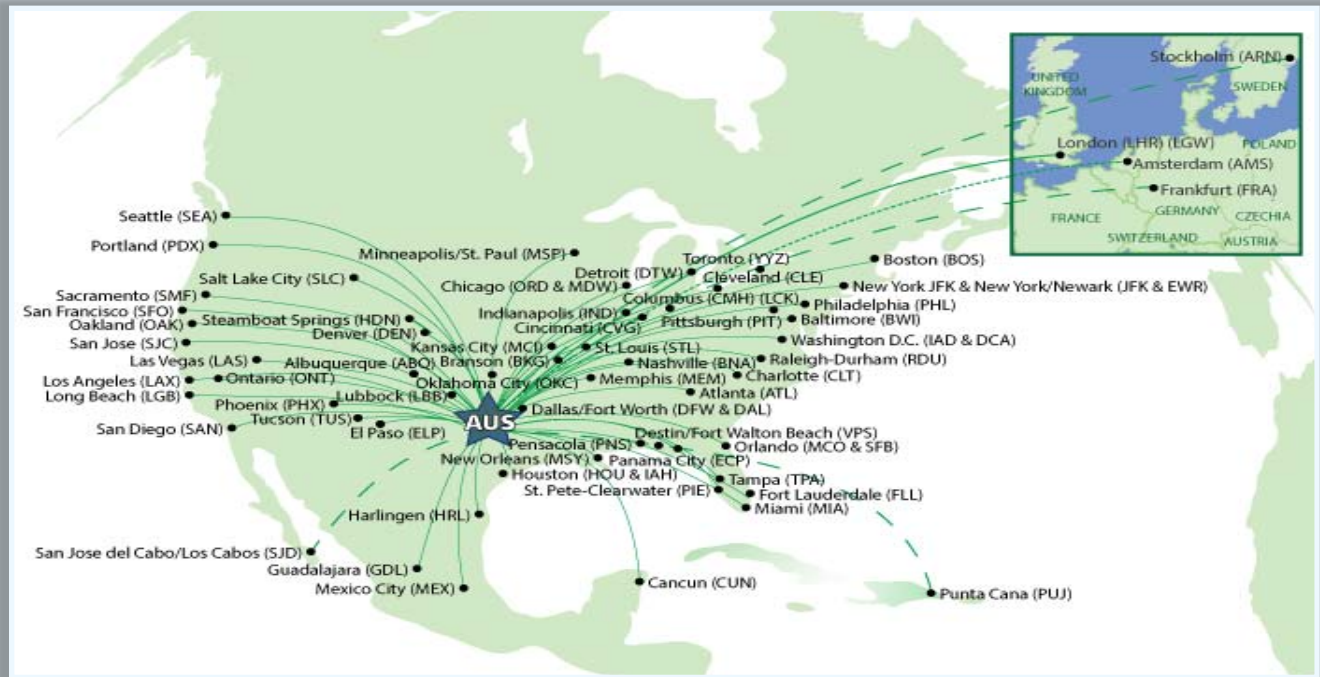 Stockholm (ARN)
UNITED
KINGDOM
SWEDEN
London (LHR) (LGW)
POLAND
Amsterdam (AMS)
Frankfurt (FRA)
FRANCE
GERMANY
CZECHIA
SWITZERLAND
AUSTRIA
Seattle (SEA)
Portland (PDX)
Minneapolis/St. Paul (MSP)
Toronto (YYZ)
Boston (BOS)
Detroit (DTW)
Cleveland (CLE)
Salt Lake City (SLC)
Chicago (ORD & MDW)
New York JFK & New York/Newark (JFK & EWR)
Sacramento (SMF)
Columbus (CMH) (LCK)
Philadelphia (PHL)
San Francisco (SFO)
Indianapolis (IND)
Oakland (OAK)
Steamboat Springs (HDN)
Cincinnati (CVG)
Pittsburgh (PIT)
Baltimore (BWI)
Denver (DEN)
San Jose (SJC)
Kansas City (MCI)
St. Louis (STL)
Washington D.C. (IAD & DCA)
Las Vegas (LAS)
Albuquerque (ABQ)
Branson (BKG)
Nashville (BNA)
Raleigh-Durham (RDU)
Los Angeles (LAX)
Ontario (ONT)
Oklahoma City (OKC)
Memphis (MEM)
Charlotte (CLT)
Long Beach (LGB)
Lubbock (LBB)
Atlanta (ATL)
Phoenix (PHX)
Dallas/Fort Worth (DFW & DAL)
Tucson (TUS)
AUS
San Diego (SAN)
El Paso (ELP)
Destin/Fort Walton Beach (VPS)
Pensacola (PNS)
Orlando (MCO & SFB)
New Orleans (MSY)
Panama City (ECP)
Houston (HOU & IAH)
Tampa (TPA)
St. Pete-Clearwater (PIE)
Fort Lauderdale (FLL)
Miami (MIA)
Harlingen (HRL)
San Jose del Cabo/Los Cabos (SJD)
Guadalajara (GDL)
Mexico City (MEX)
Cancun (CUN)
Punta Cana (PUJ)